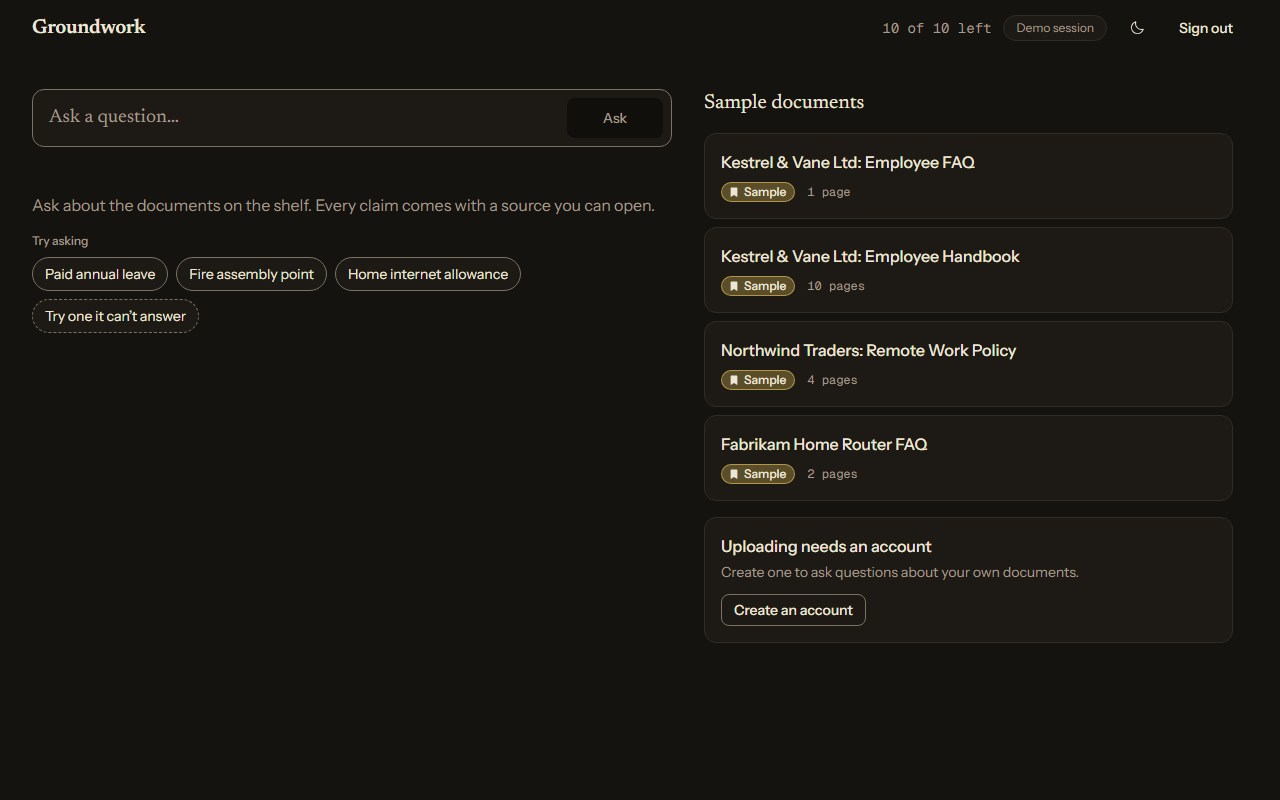 Groundwork
10 of 10 left
Demo session
Sign out
Ask a question...
Ask
Ask about the documents on the shelf. Every claim comes with a source you can open.
Try asking
Paid annual leave
Fire assembly point
Home internet allowance
Try one it can't answer
Sample documents
Kestrel & Vane Ltd: Employee FAQ
Sample 1 page
Kestrel & Vane Ltd: Employee Handbook
Sample 10 pages
Northwind Traders: Remote Work Policy
Sample 4 pages
Fabrikam Home Router FAQ
Sample 2 pages
Uploading needs an account
Create one to ask questions about your own documents.
Create an account